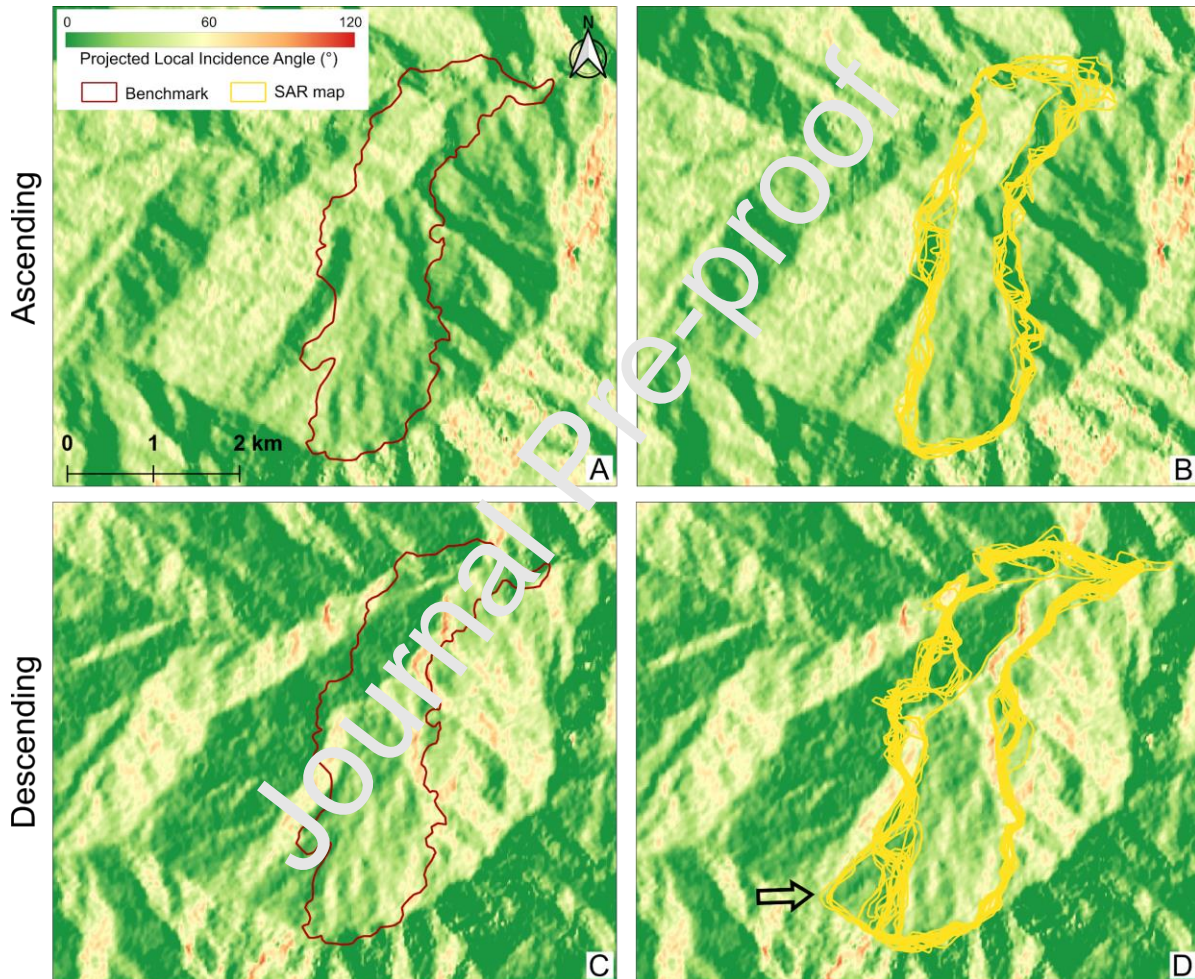 0 60 120
Projected Local Incidence Angle (°)
Benchmark SAR map
N
Ascending
0 1 2 km
A
B
Journal Pre-proof
Descending
C
D